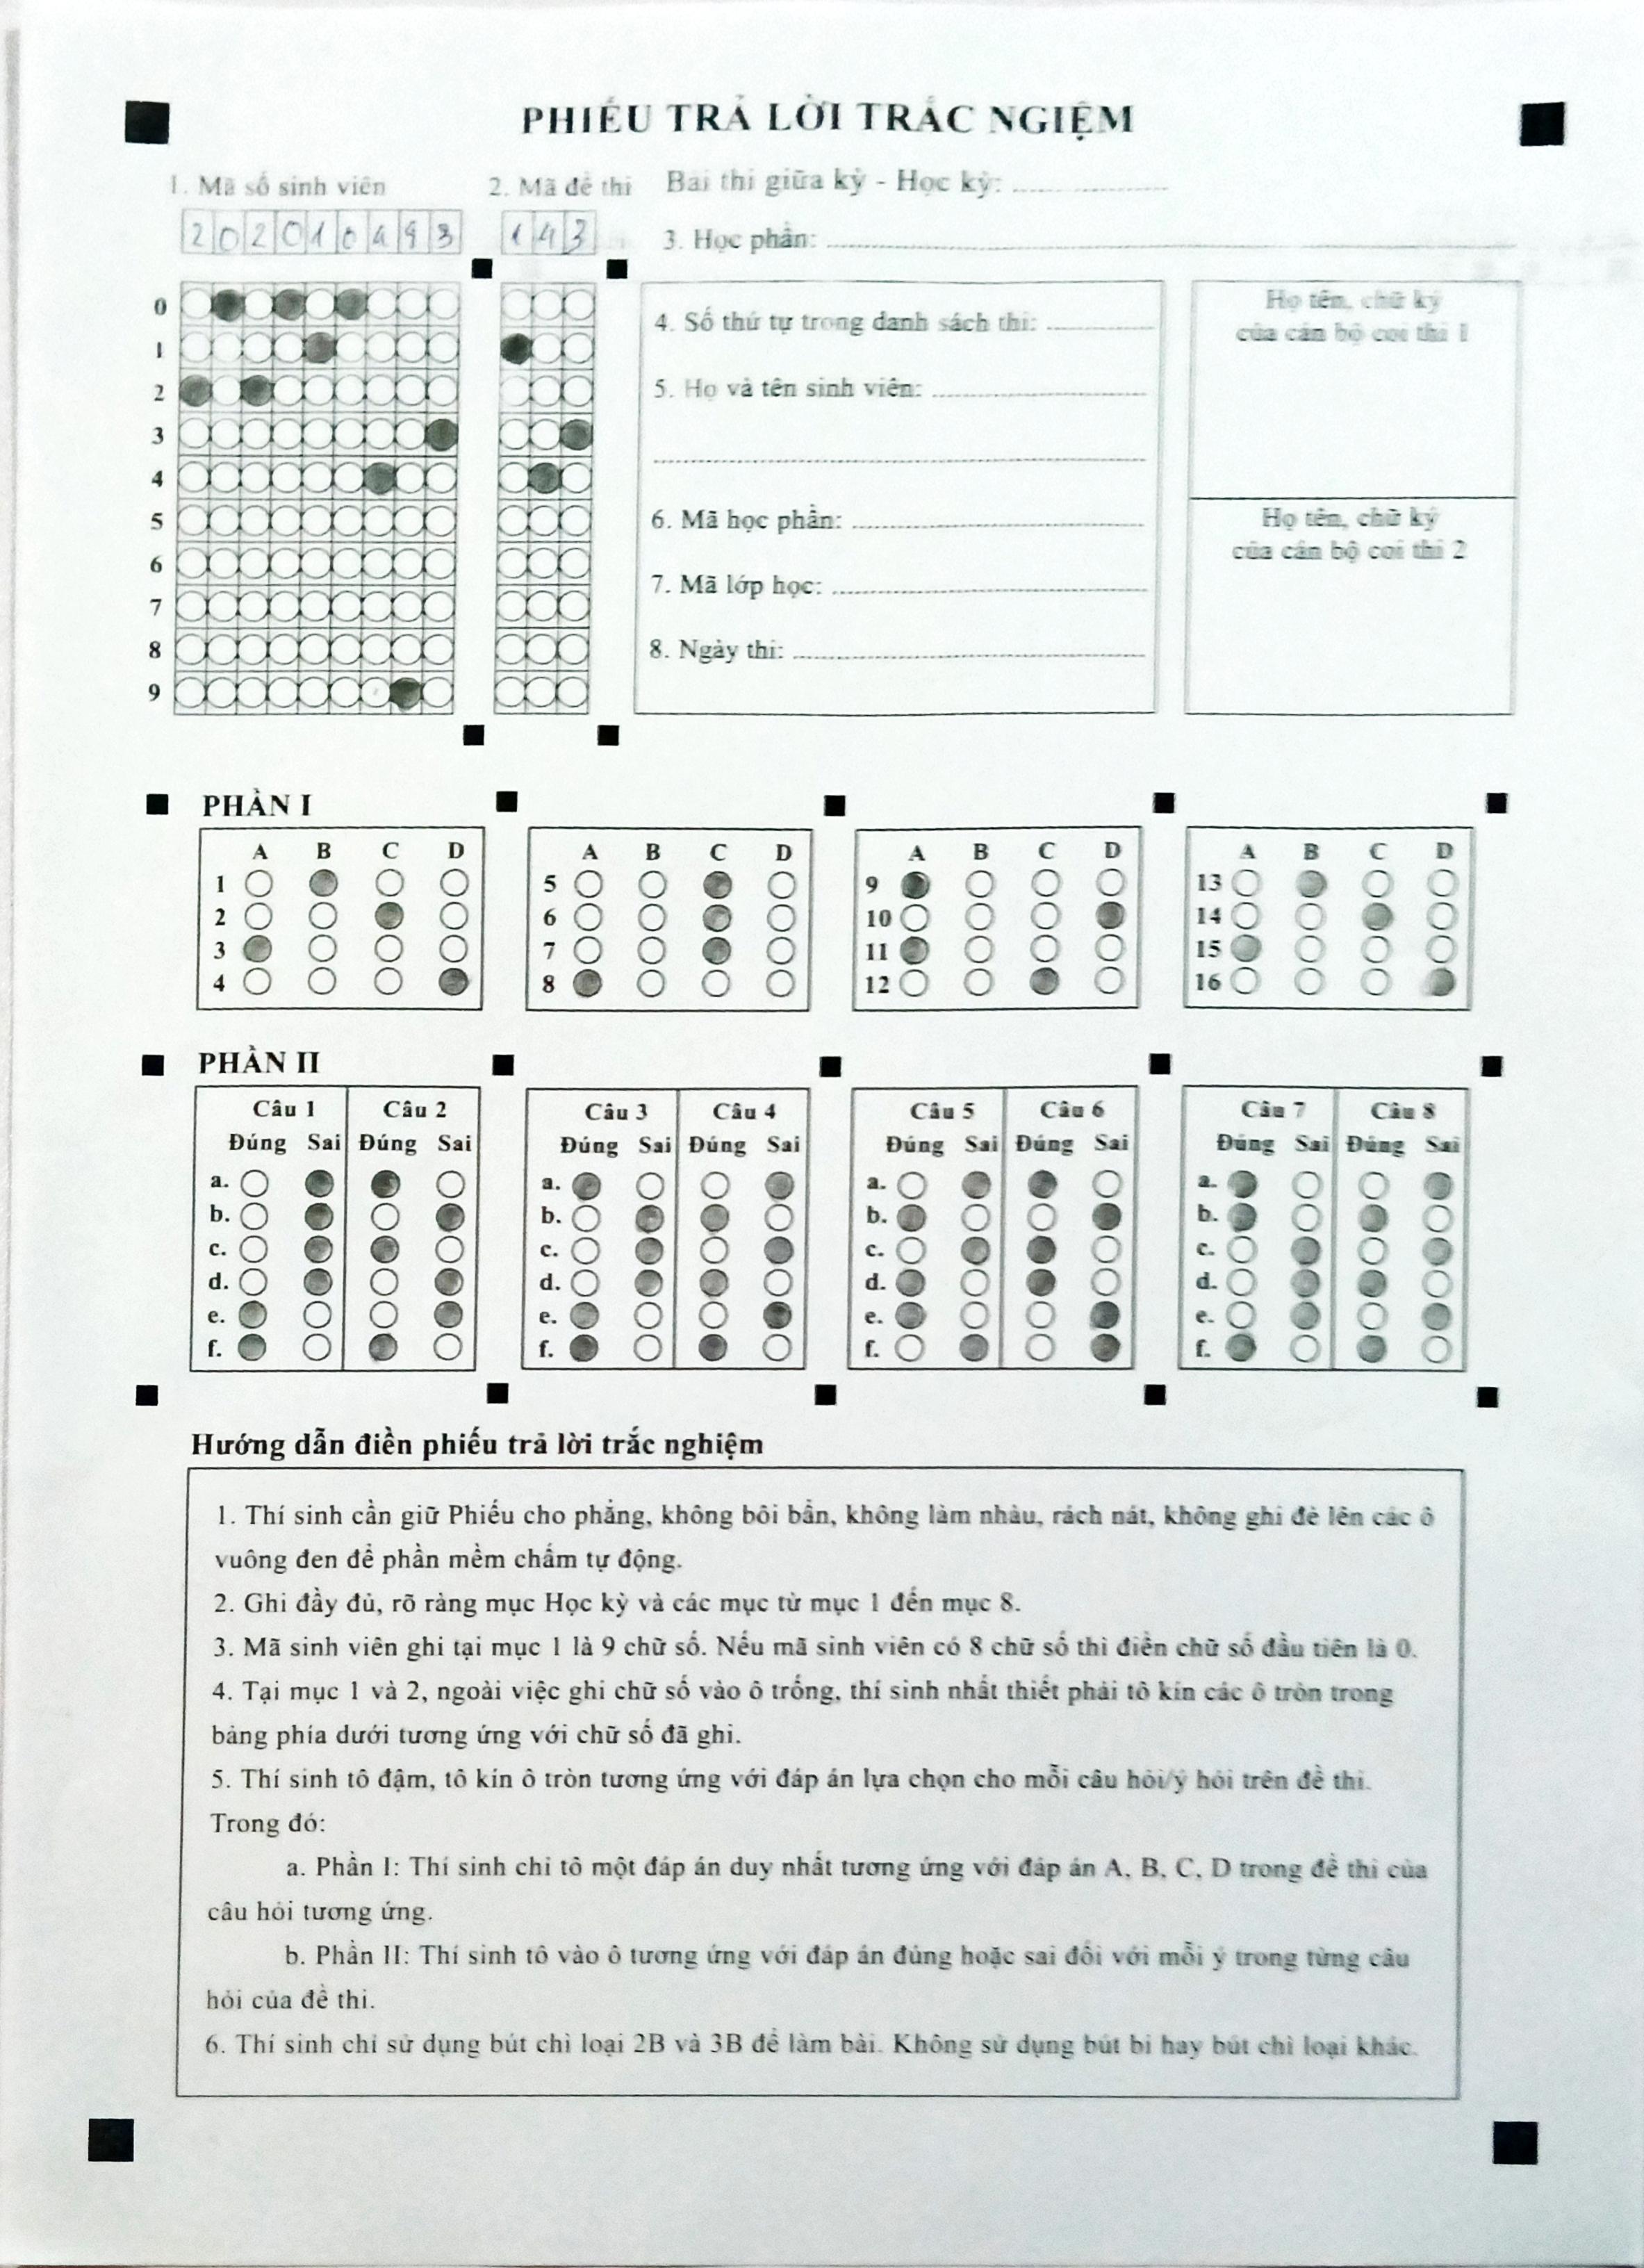 PHIẾU TRẢ LỜI TRẮC NGIỆM
1. Mã số sinh viên
2. Mã đề thi
Bài thi giữa kỳ - Học kỳ:
202010493
143
3. Học phần:
0
1
2
3
4
5
6
7
8
9
4. Số thứ tự trong danh sách thi:
5. Họ và tên sinh viên:
6. Mã học phần:
7. Mã lớp học:
8. Ngày thi:
Họ tên, chữ ký
của cán bộ coi thi 1
Họ tên, chữ ký
của cán bộ coi thi 2
PHẦN I
A B C D
1
2
3
4
A B C D
5
6
7
8
A B C D
9
10
11
12
A B C D
13
14
15
16
PHẦN II
Câu 1 Câu 2
Đúng Sai Đúng Sai
a.
b.
c.
d.
e.
f.
Câu 3 Câu 4
Đúng Sai Đúng Sai
a.
b.
c.
d.
e.
f.
Câu 5 Câu 6
Đúng Sai Đúng Sai
a.
b.
c.
d.
e.
f.
Câu 7 Câu 8
Đúng Sai Đúng Sai
a.
b.
c.
d.
e.
f.
Hướng dẫn điền phiếu trả lời trắc nghiệm
1. Thí sinh cần giữ Phiếu cho phẳng, không bôi bẩn, không làm nhàu, rách nát, không ghi đè lên các ô
vuông đen để phần mềm chấm tự động.
2. Ghi đầy đủ, rõ ràng mục Học kỳ và các mục từ mục 1 đến mục 8.
3. Mã sinh viên ghi tại mục 1 là 9 chữ số. Nếu mã sinh viên có 8 chữ số thì điền chữ số đầu tiên là 0.
4. Tại mục 1 và 2, ngoài việc ghi chữ số vào ô trống, thí sinh nhất thiết phải tô kín các ô tròn trong
bảng phía dưới tương ứng với chữ số đã ghi.
5. Thí sinh tô đậm, tô kín ô tròn tương ứng với đáp án lựa chọn cho mỗi câu hỏi/ý hỏi trên đề thi.
Trong đó:
a. Phần I: Thí sinh chỉ tô một đáp án duy nhất tương ứng với đáp án A, B, C, D trong đề thi của
câu hỏi tương ứng.
b. Phần II: Thí sinh tô vào ô tương ứng với đáp án đúng hoặc sai đối với mỗi ý trong từng câu
hỏi của đề thi.
6. Thí sinh chỉ sử dụng bút chì loại 2B và 3B để làm bài. Không sử dụng bút bi hay bút chì loại khác.